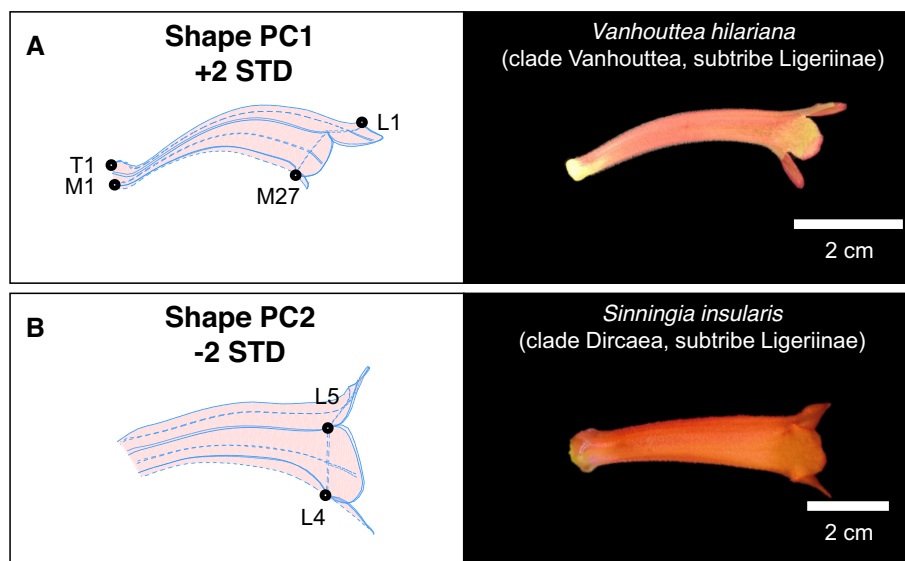 A
Shape PC1
+2 STD
L1
T1
M1
M27
Vanhouttea hilariana
(clade Vanhouttea, subtribe Ligeriinae)
2 cm
B
Shape PC2
-2 STD
L5
L4
Sinningia insularis
(clade Dircaea, subtribe Ligeriinae)
2 cm